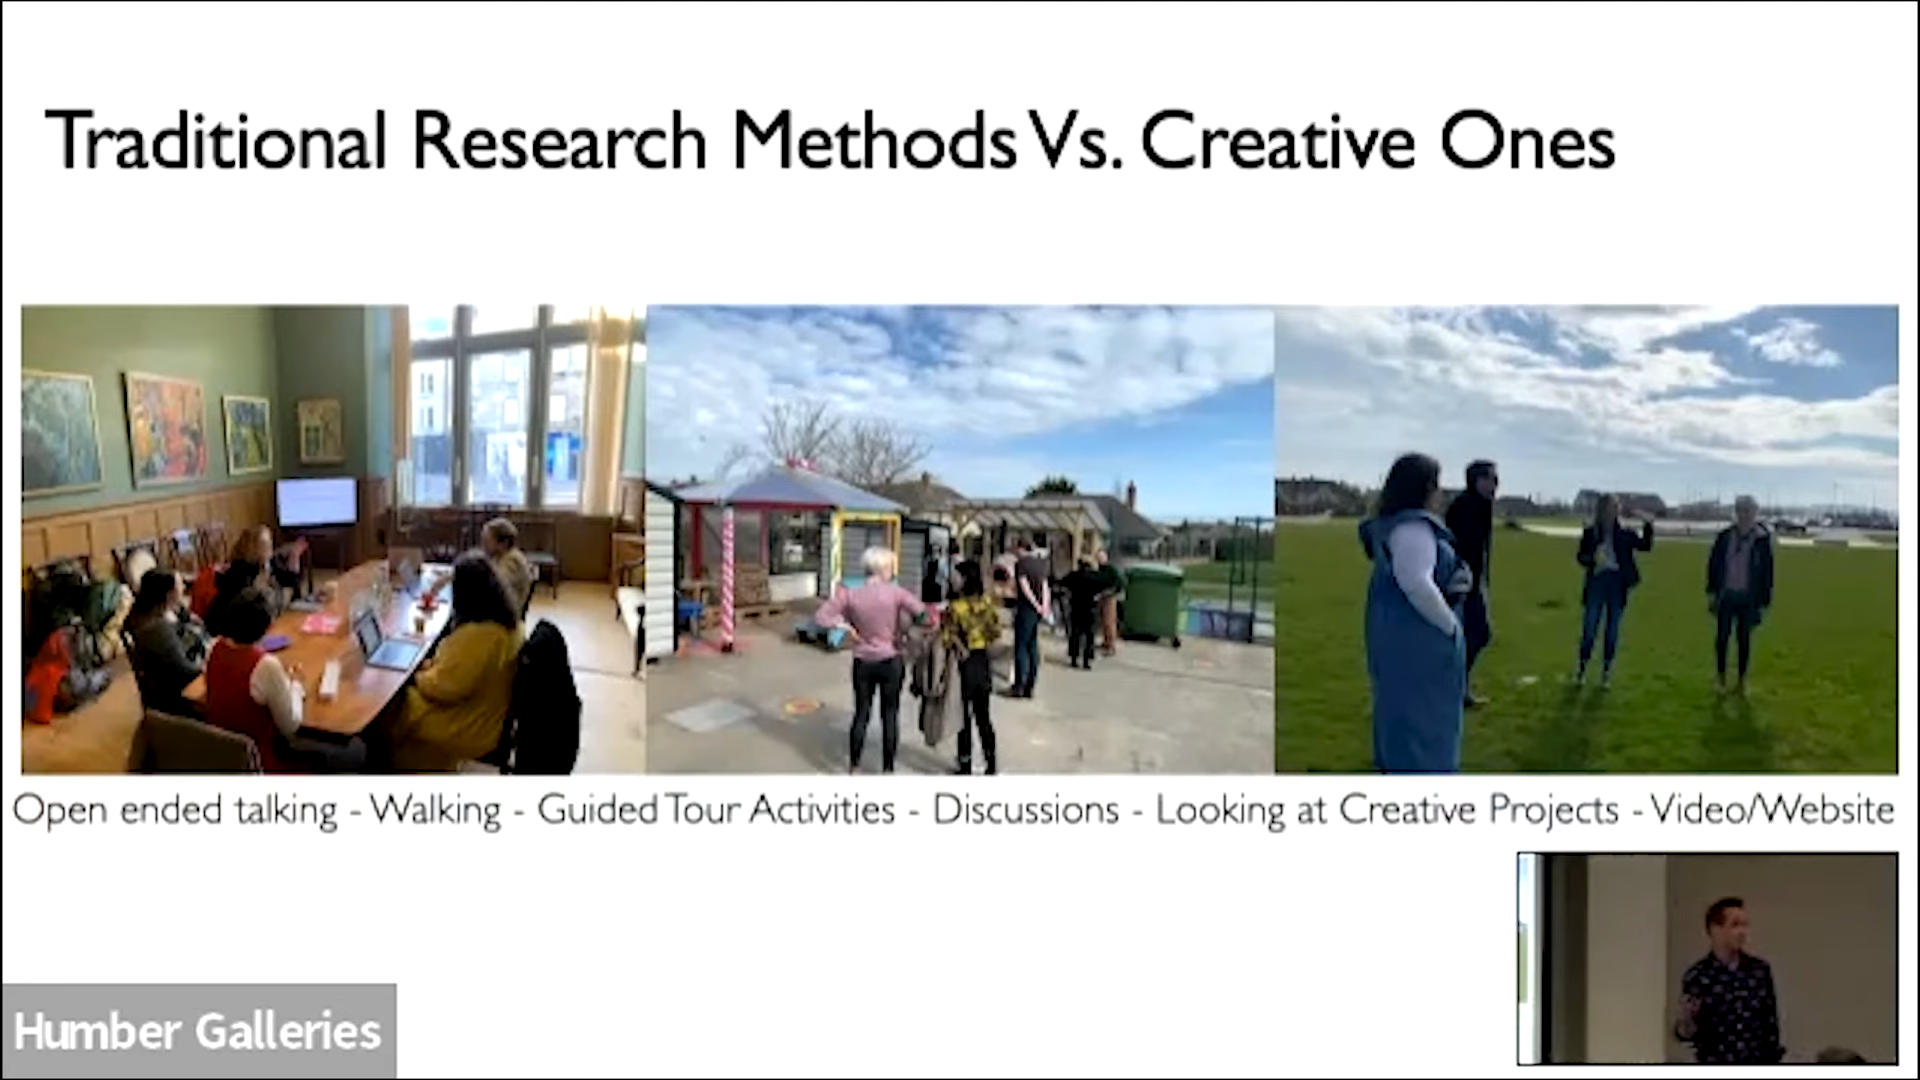 Traditional Research Methods Vs. Creative Ones
Open ended talking - Walking - Guided Tour Activities - Discussions - Looking at Creative Projects - Video/Website
Humber Galleries